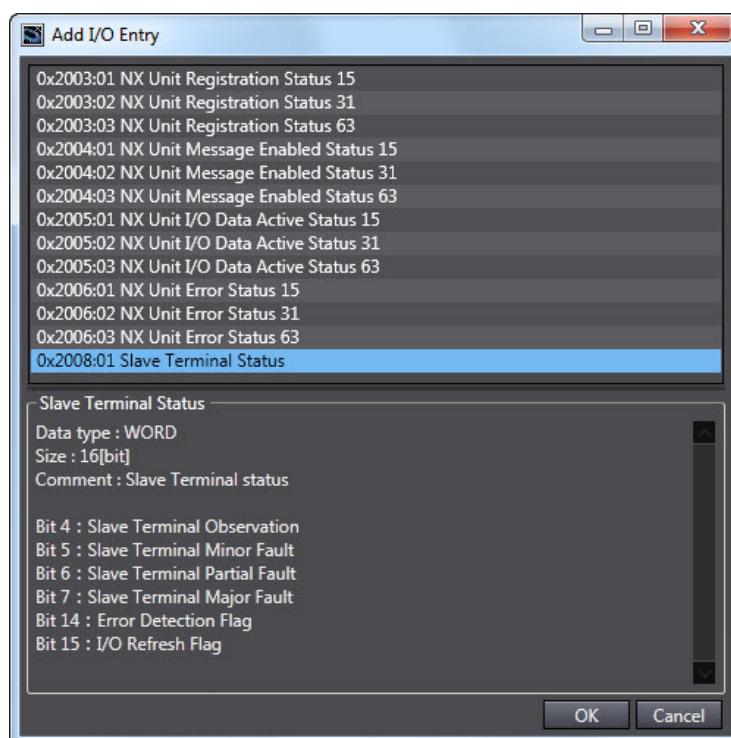 Add I/O Entry
0x2003:01 NX Unit Registration Status 15
0x2003:02 NX Unit Registration Status 31
0x2003:03 NX Unit Registration Status 63
0x2004:01 NX Unit Message Enabled Status 15
0x2004:02 NX Unit Message Enabled Status 31
0x2004:03 NX Unit Message Enabled Status 63
0x2005:01 NX Unit I/O Data Active Status 15
0x2005:02 NX Unit I/O Data Active Status 31
0x2005:03 NX Unit I/O Data Active Status 63
0x2006:01 NX Unit Error Status 15
0x2006:02 NX Unit Error Status 31
0x2006:03 NX Unit Error Status 63
0x2008:01 Slave Terminal Status
Slave Terminal Status
Data type : WORD
Size : 16[bit]
Comment : Slave Terminal status
Bit 4 : Slave Terminal Observation
Bit 5 : Slave Terminal Minor Fault
Bit 6 : Slave Terminal Partial Fault
Bit 7 : Slave Terminal Major Fault
Bit 14 : Error Detection Flag
Bit 15 : I/O Refresh Flag
OK Cancel